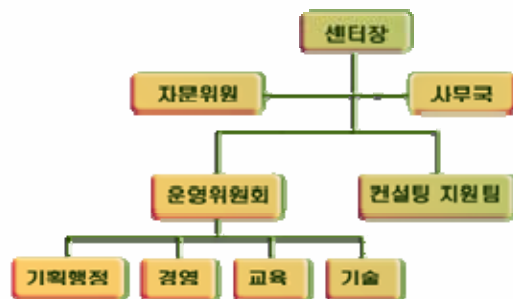 센터장
자문위원
사무국
운영위원회
컨설팅 지원팀
기획행정
경영
교육
기술